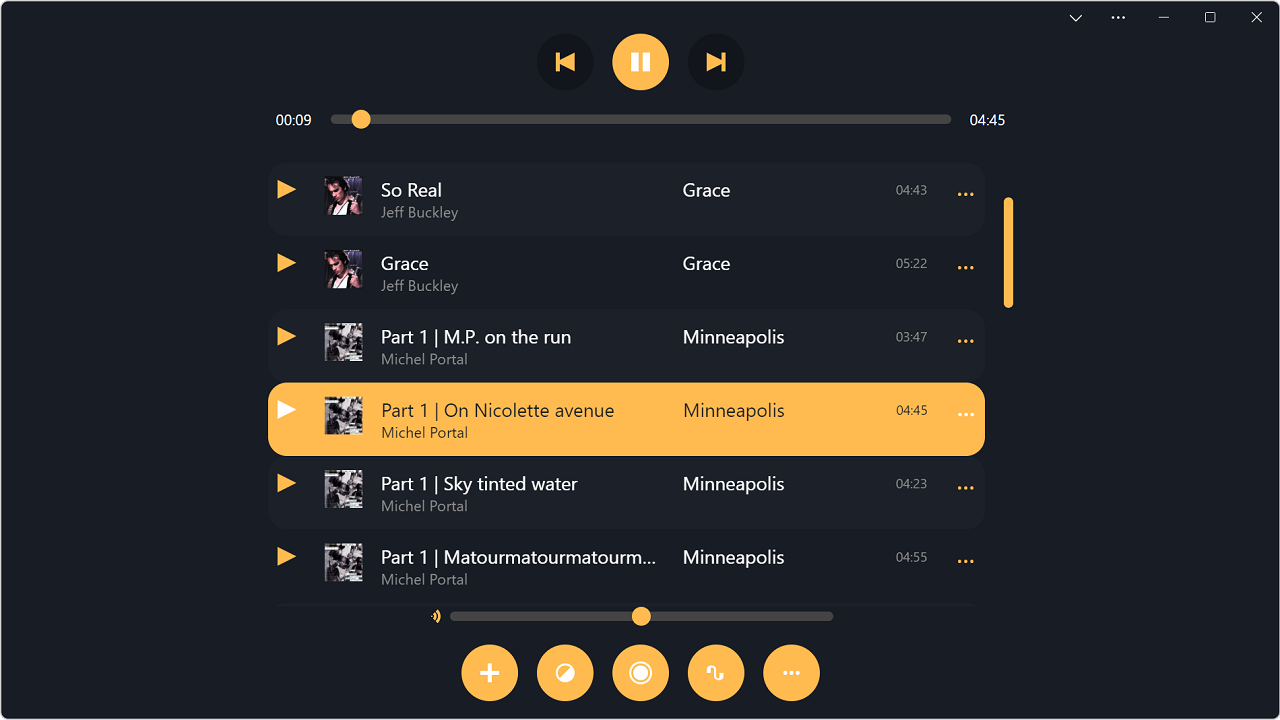 00:09 04:45
So Real Grace 04:43
Jeff Buckley
Grace Grace 05:22
Jeff Buckley
Part 1 | M.P. on the run Minneapolis 03:47
Michel Portal
Part 1 | On Nicolette avenue Minneapolis 04:45
Michel Portal
Part 1 | Sky tinted water Minneapolis 04:23
Michel Portal
Part 1 | Matourmatourmatourm... Minneapolis 04:55
Michel Portal